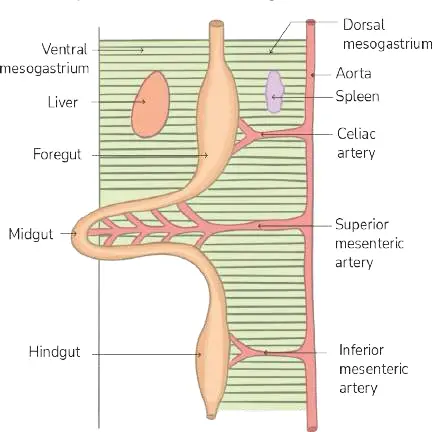 Dorsal
mesogastrium
Ventral
mesogastrium
Aorta
Liver
Spleen
Celiac
artery
Foregut
Superior
mesenteric
artery
Midgut
Inferior
mesenteric
artery
Hindgut